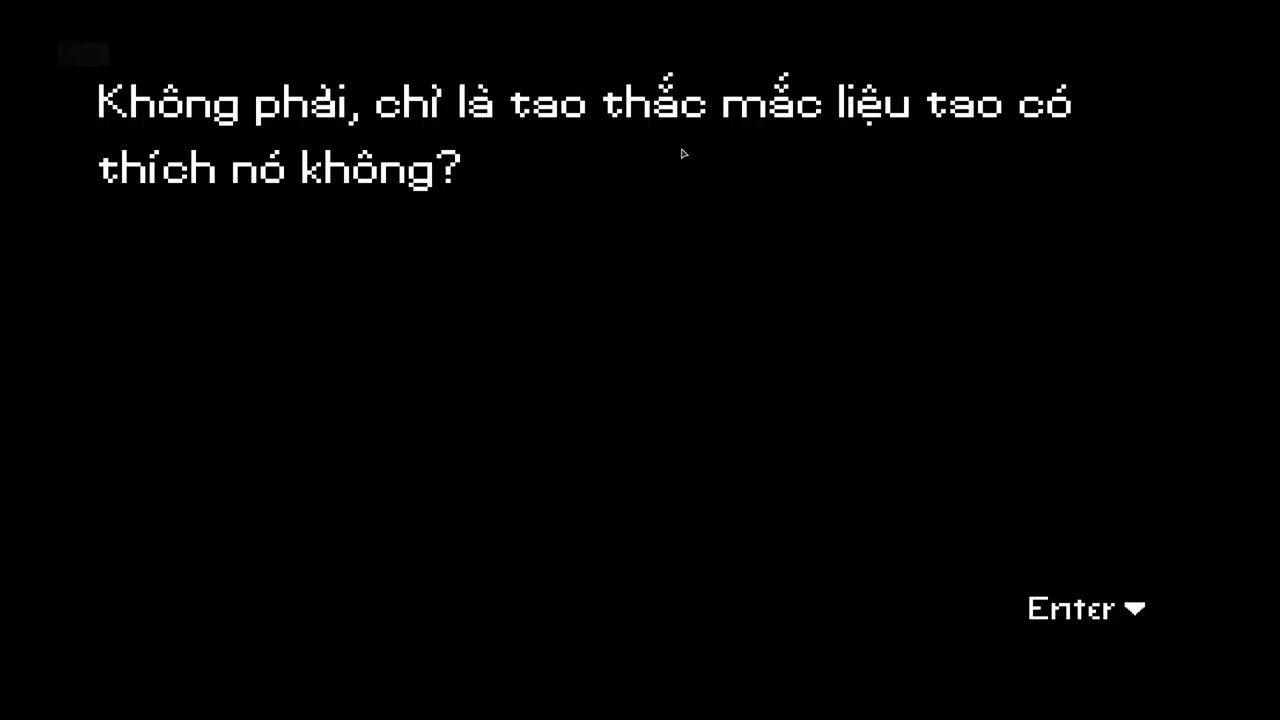 Không phải, chỉ là tao thắc mắc liệu tao có
thích nó không?
Enter